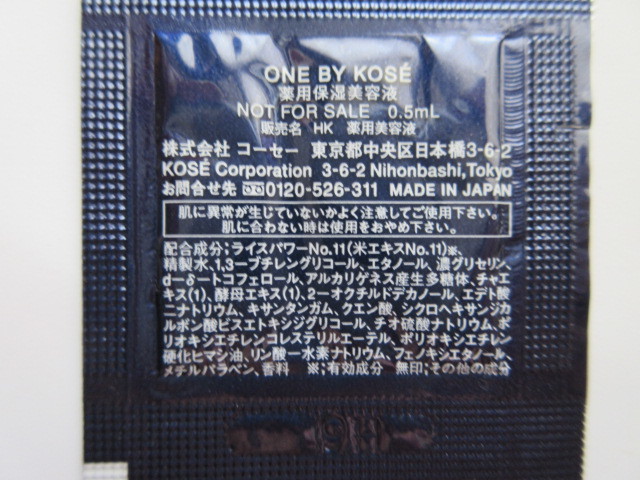 ONE BY KOSÉ
薬用保湿美容液
NOT FOR SALE 0.5mL
販売名 HK 薬用美容液
株式会社 コーセー 東京都中央区日本橋3-6-2
KOSÉ Corporation 3-6-2 Nihonbashi,Tokyo
お問合せ先 0120-526-311 MADE IN JAPAN
肌に異常が生じていないかよく注意してご使用下さい。
肌に合わない時は使用をおやめ下さい。
配合成分;ライスパワーNo.11(米エキスNo.11)※、
精製水、1,3-ブチレングリコール、エタノール、濃グリセリン、
d-δ-トコフェロール、アルカリゲネス産生多糖体、チャエ
キス(1)、酵母エキス(1)、2-オクチルドデカノール、エデト酸
二ナトリウム、キサンタンガム、クエン酸、シクロヘキサンジカ
ルボン酸ビスエトキシジグリコール、チオ硫酸ナトリウム、ポ
リオキシエチレンコレステリルエーテル、ポリオキシエチレン
硬化ヒマシ油、リン酸一水素ナトリウム、フェノキシエタノール、
メチルパラベン、香料 ※;有効成分 無印;その他の成分